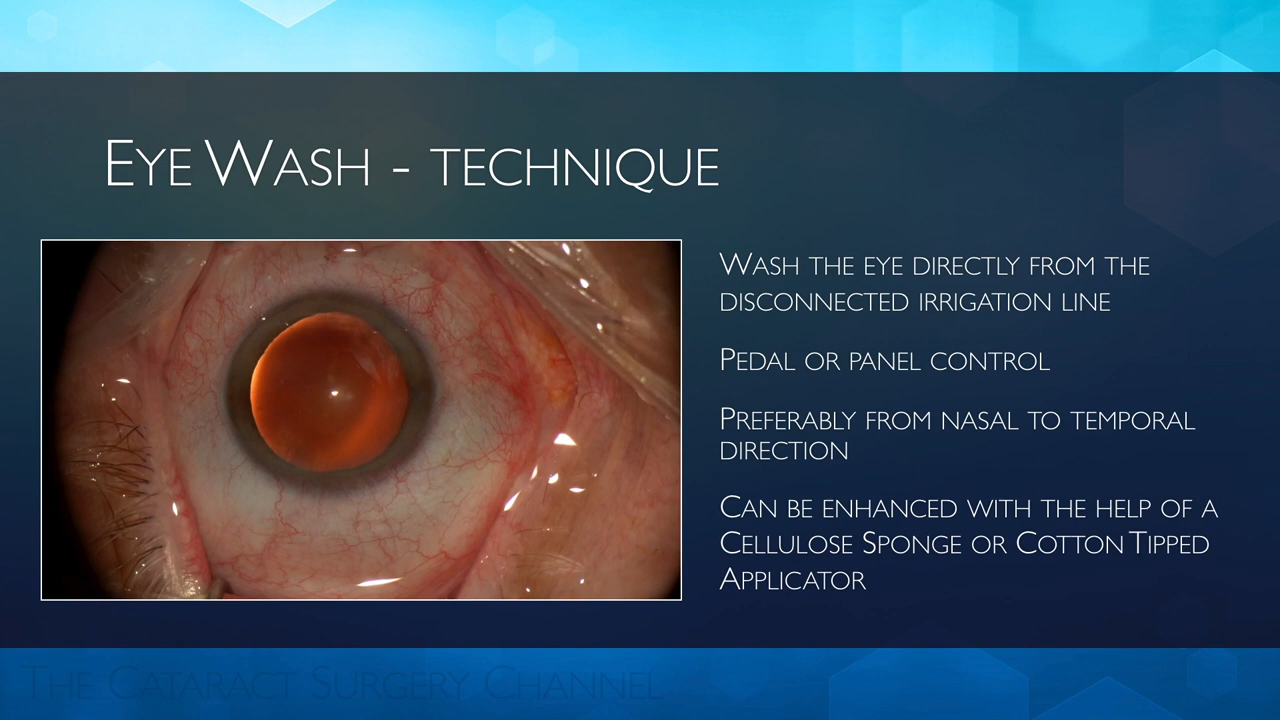 Eye Wash - technique
Wash the eye directly from the
disconnected irrigation line
Pedal or panel control
Preferably from nasal to temporal
direction
Can be enhanced with the help of a
Cellulose Sponge or Cotton Tipped
Applicator
The Cataract Surgery Channel